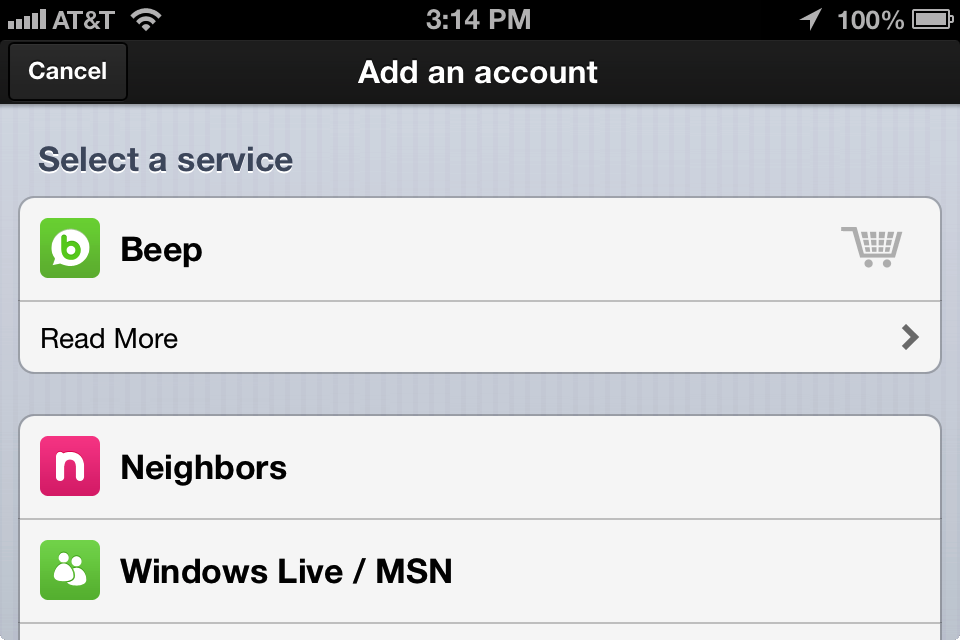 AT&T 3:14 PM 100%
Cancel Add an account
Select a service
b Beep
Read More
n Neighbors
Windows Live / MSN